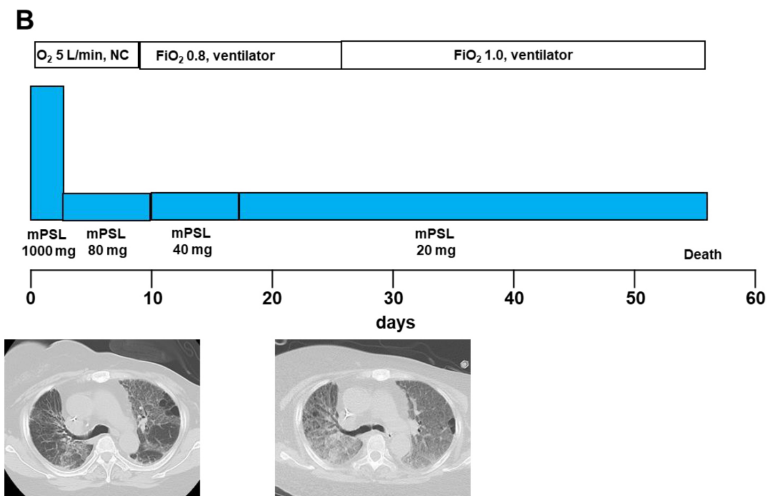 B
O₂ 5 L/min, NC
FiO₂ 0.8, ventilator
FiO₂ 1.0, ventilator
mPSL
1000 mg
mPSL
80 mg
mPSL
40 mg
mPSL
20 mg
Death
0 10 20 30 40 50 60
days